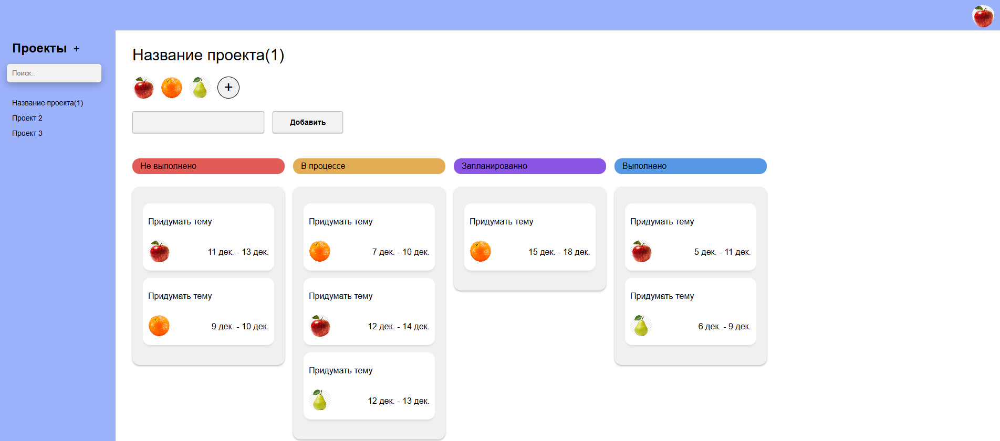 Проекты +
Поиск..
Название проекта(1)
Проект 2
Проект 3
Название проекта(1)
+
Добавить
Не выполнено
Придумать тему
11 дек. - 13 дек.
Придумать тему
9 дек. - 10 дек.
В процессе
Придумать тему
7 дек. - 10 дек.
Придумать тему
12 дек. - 14 дек.
Придумать тему
12 дек. - 13 дек.
Запланированно
Придумать тему
15 дек. - 18 дек.
Выполнено
Придумать тему
5 дек. - 11 дек.
Придумать тему
6 дек. - 9 дек.